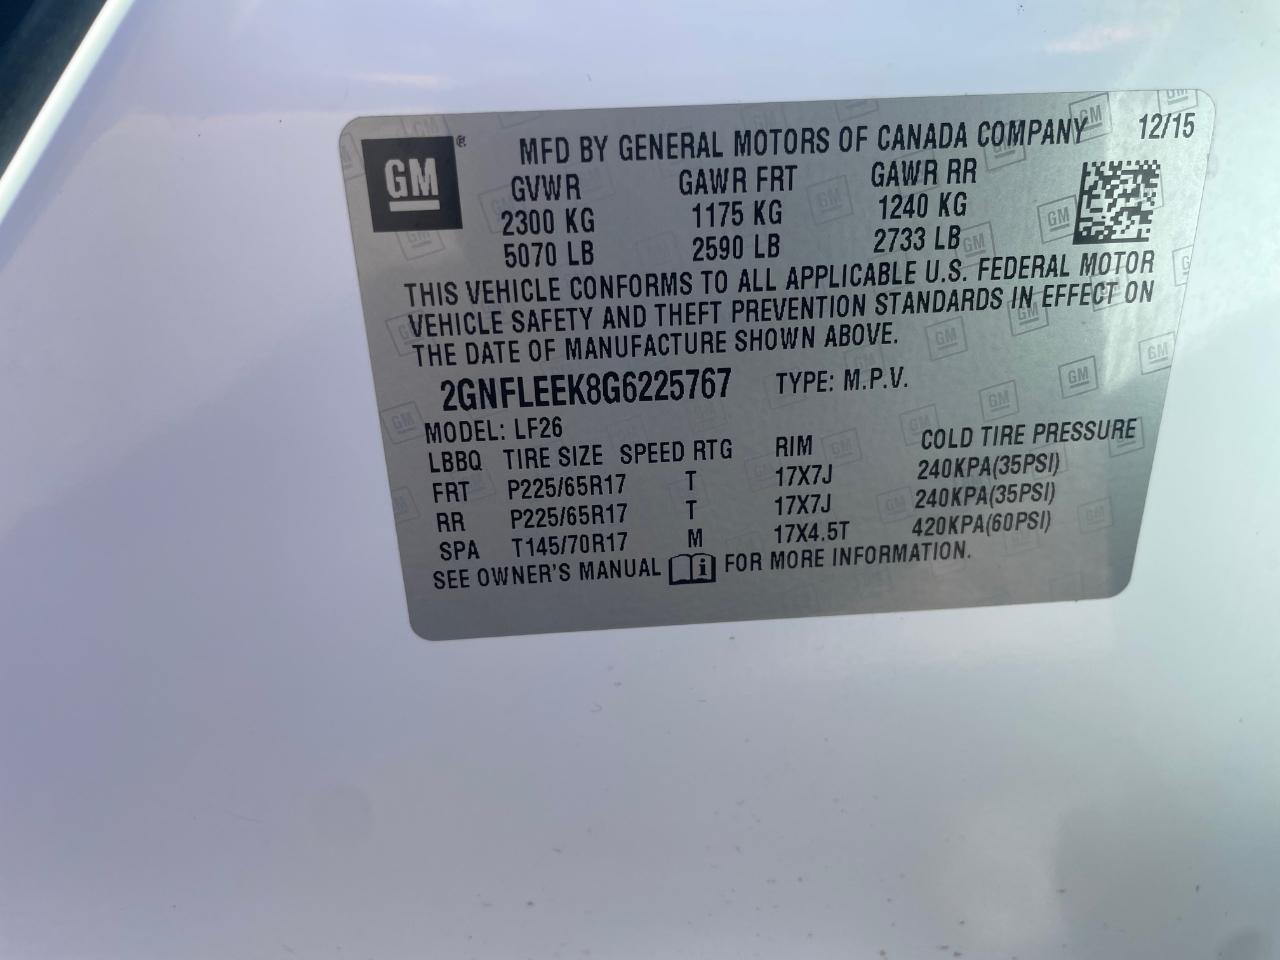 GM® MFD BY GENERAL MOTORS OF CANADA COMPANY 12/15
GVWR GAWR FRT GAWR RR
2300 KG 1175 KG 1240 KG
5070 LB 2590 LB 2733 LB
THIS VEHICLE CONFORMS TO ALL APPLICABLE U.S. FEDERAL MOTOR
VEHICLE SAFETY AND THEFT PREVENTION STANDARDS IN EFFECT ON
THE DATE OF MANUFACTURE SHOWN ABOVE.
2GNFLEEK8G6225767 TYPE: M.P.V.
MODEL: LF26
LBBQ TIRE SIZE SPEED RTG RIM COLD TIRE PRESSURE
FRT P225/65R17 T 17X7J 240KPA(35PSI)
RR P225/65R17 T 17X7J 240KPA(35PSI)
SPA T145/70R17 M 17X4.5T 420KPA(60PSI)
SEE OWNER'S MANUAL i FOR MORE INFORMATION.